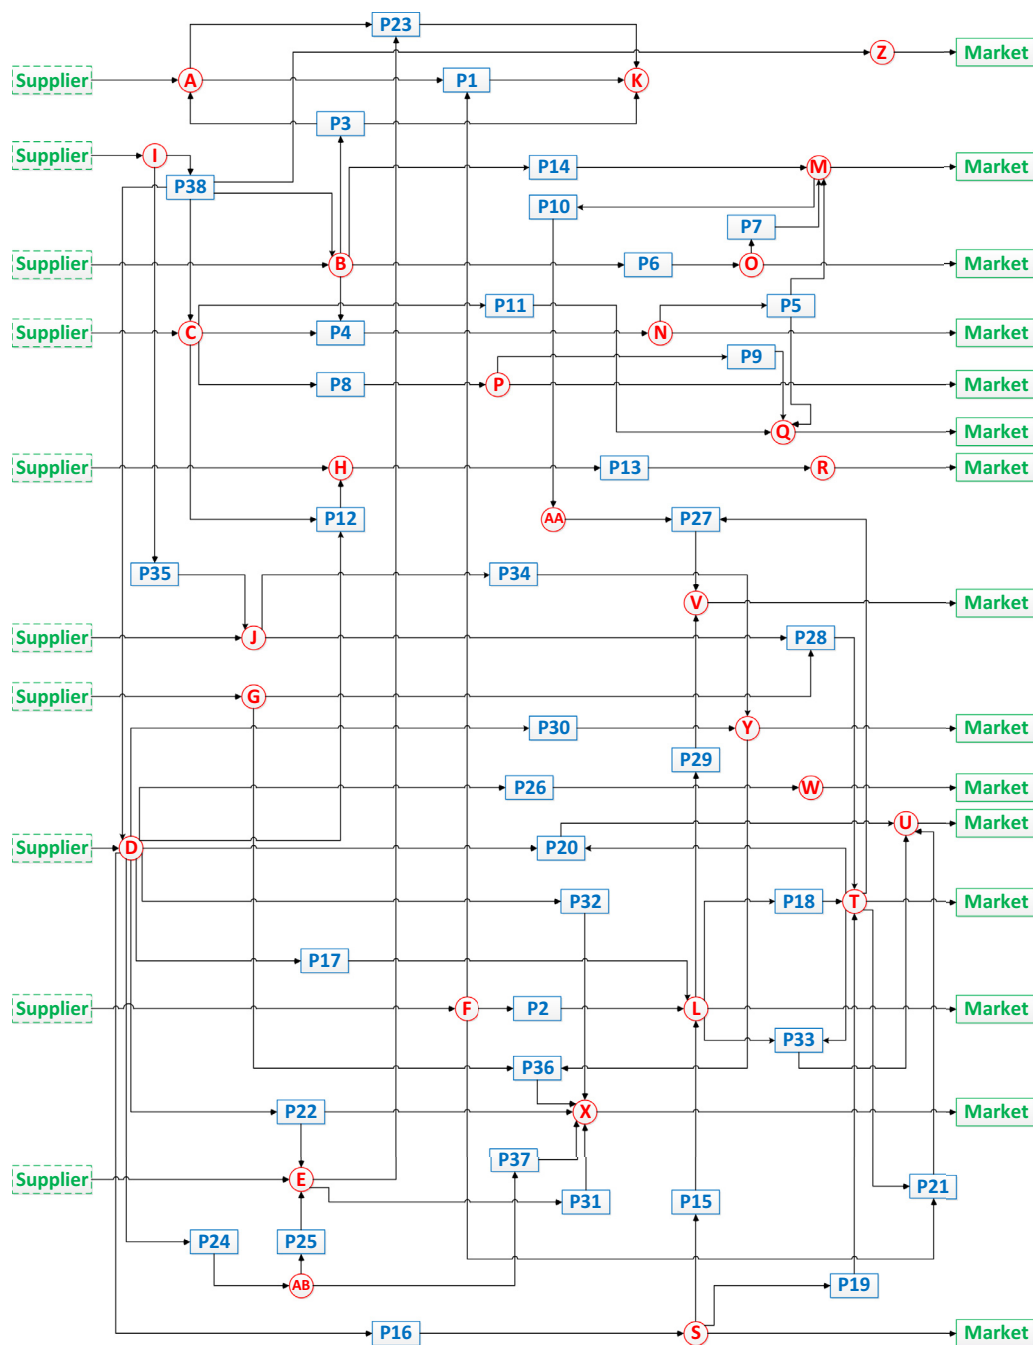 P23
Z Market
Supplier A P1 K
P3
Supplier I
P14 M Market
P38
P10
P7
Supplier B P6 O Market
P11 P5
Supplier C P4 N Market
P9
P8 P Market
Q Market
Supplier H P13 R Market
P12 AA P27
P35 P34
V Market
Supplier J P28
Supplier G
P30 Y Market
P29
P26 W Market
U Market
Supplier D P20
P32 P18 T Market
P17
Supplier F P2 L Market
P33
P36
P22 X Market
P37
Supplier E
P21
P31 P15
P24 P25
AB P19
P16 S Market